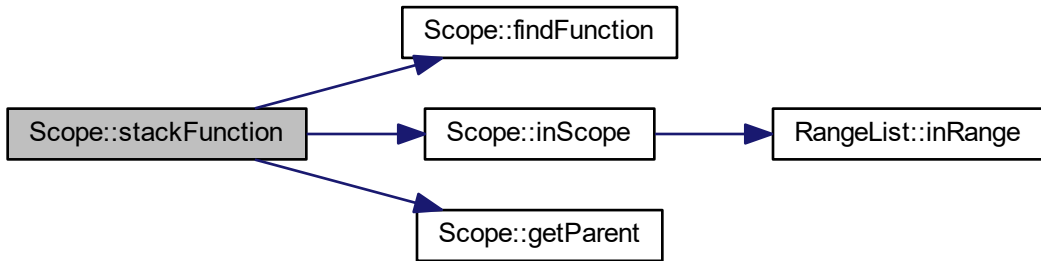 Scope::findFunction
Scope::stackFunction
Scope::inScope
RangeList::inRange
Scope::getParent